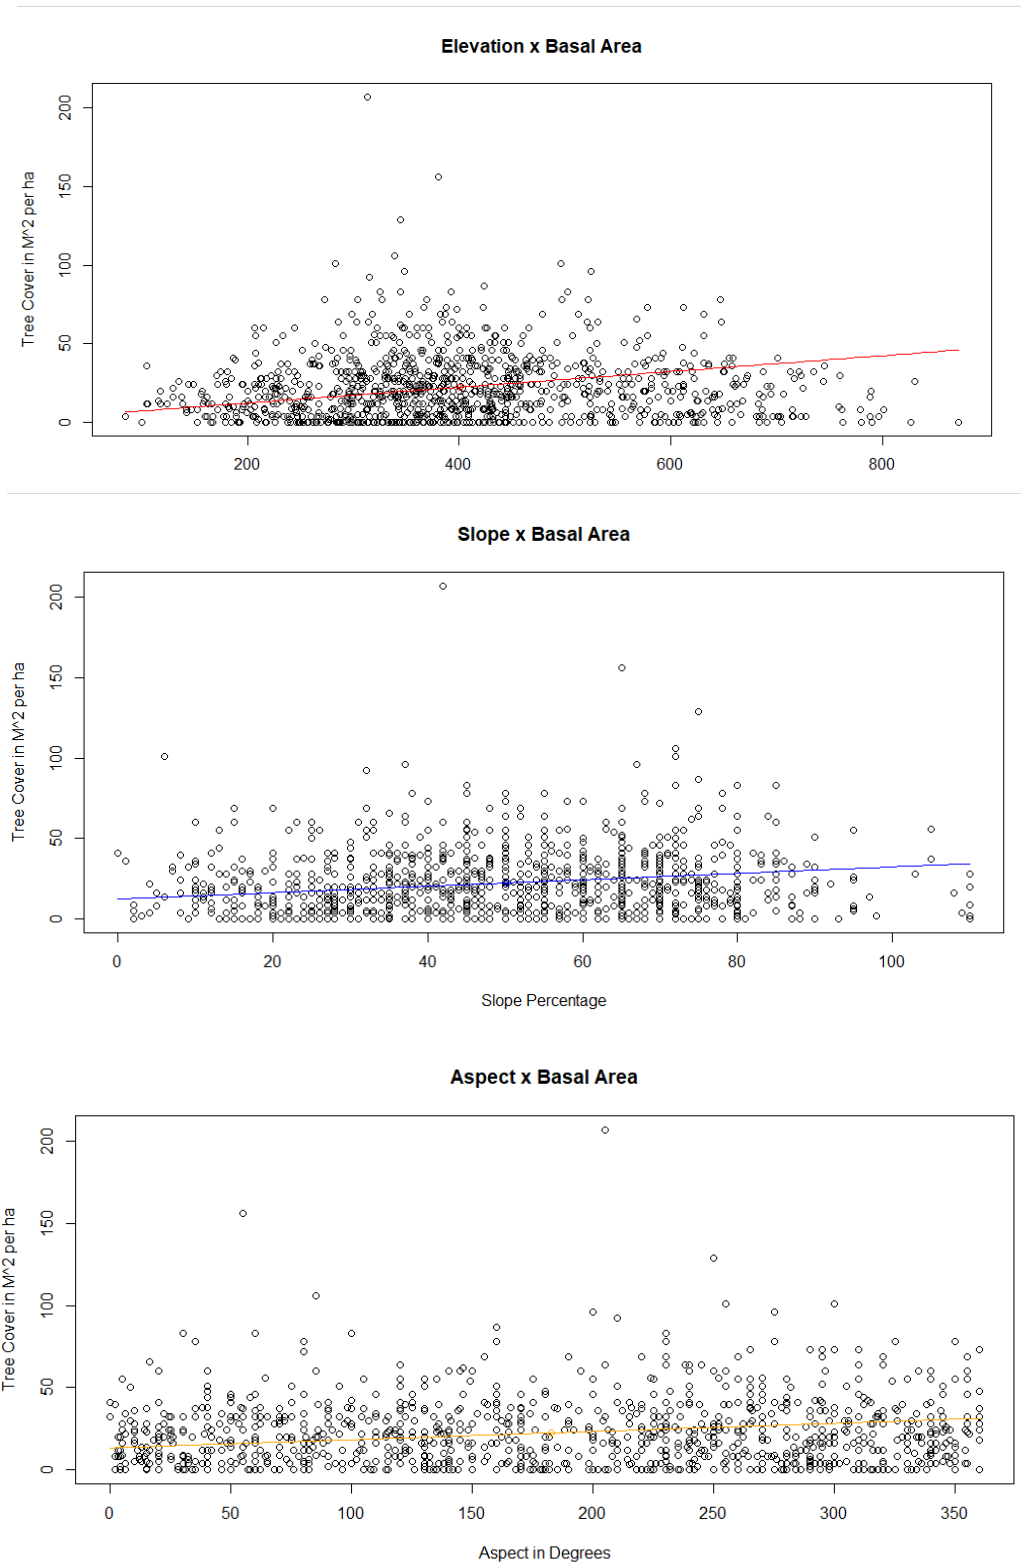 Elevation x Basal Area
Tree Cover in M^2 per ha
200
150
100
50
0
200 400 600 800
Slope x Basal Area
Tree Cover in M^2 per ha
200
150
100
50
0
0 20 40 60 80 100
Slope Percentage
Aspect x Basal Area
Tree Cover in M^2 per ha
200
150
100
50
0
0 50 100 150 200 250 300 350
Aspect in Degrees